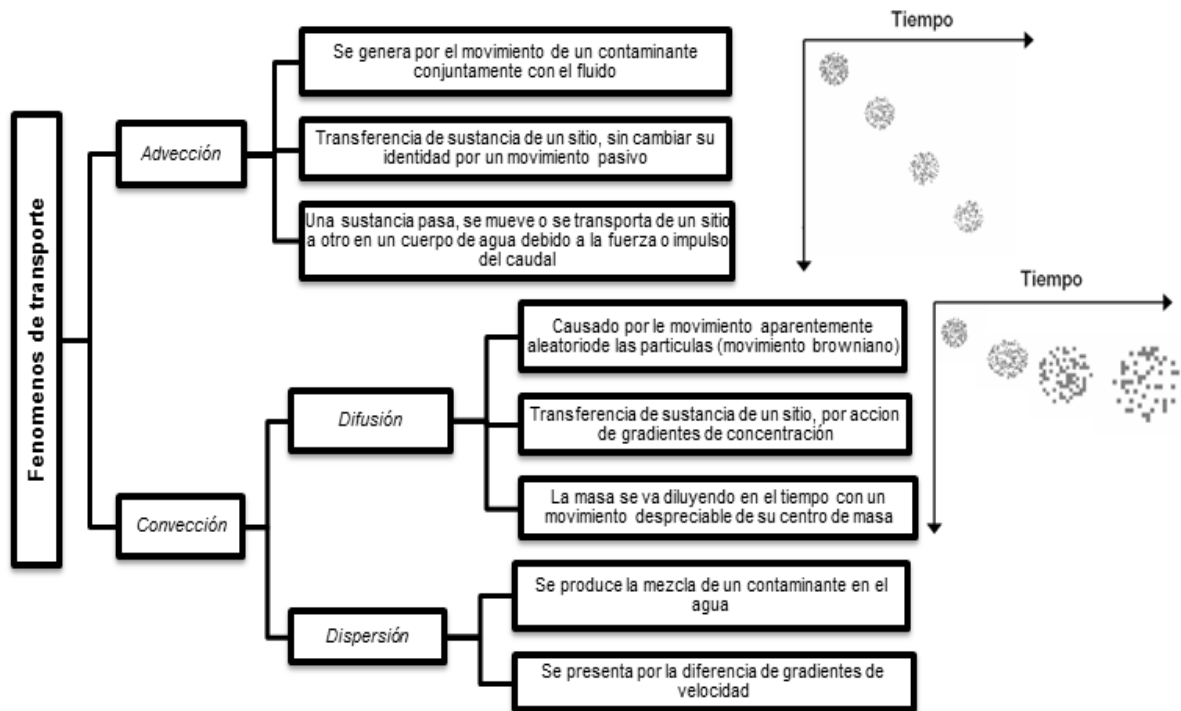 Fenomenos de transporte
Advección
Se genera por el movimiento de un contaminante
conjuntamente con el fluido
Transferencia de sustancia de un sitio, sin cambiar su
identidad por un movimiento pasivo
Una sustancia pasa, se mueve o se transporta de un sitio
a otro en un cuerpo de agua debido a la fuerza o impulso
del caudal
Tiempo
Convección
Difusión
Causado por le movimiento aparentemente
aleatoriode las particulas (movimiento browniano)
Transferencia de sustancia de un sitio, por accion
de gradientes de concentración
La masa se va diluyendo en el tiempo con un
movimiento despreciable de su centro de masa
Tiempo
Dispersión
Se produce la mezcla de un contaminante en el
agua
Se presenta por la diferencia de gradientes de
velocidad